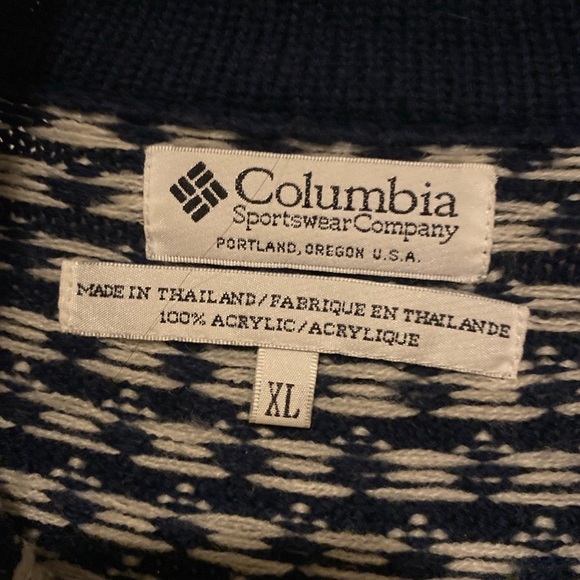 Columbia
Sportswear Company
PORTLAND, OREGON U.S.A.
MADE IN THAILAND/FABRIQUE EN THAILANDE
100% ACRYLIC/ACRYLIQUE
XL